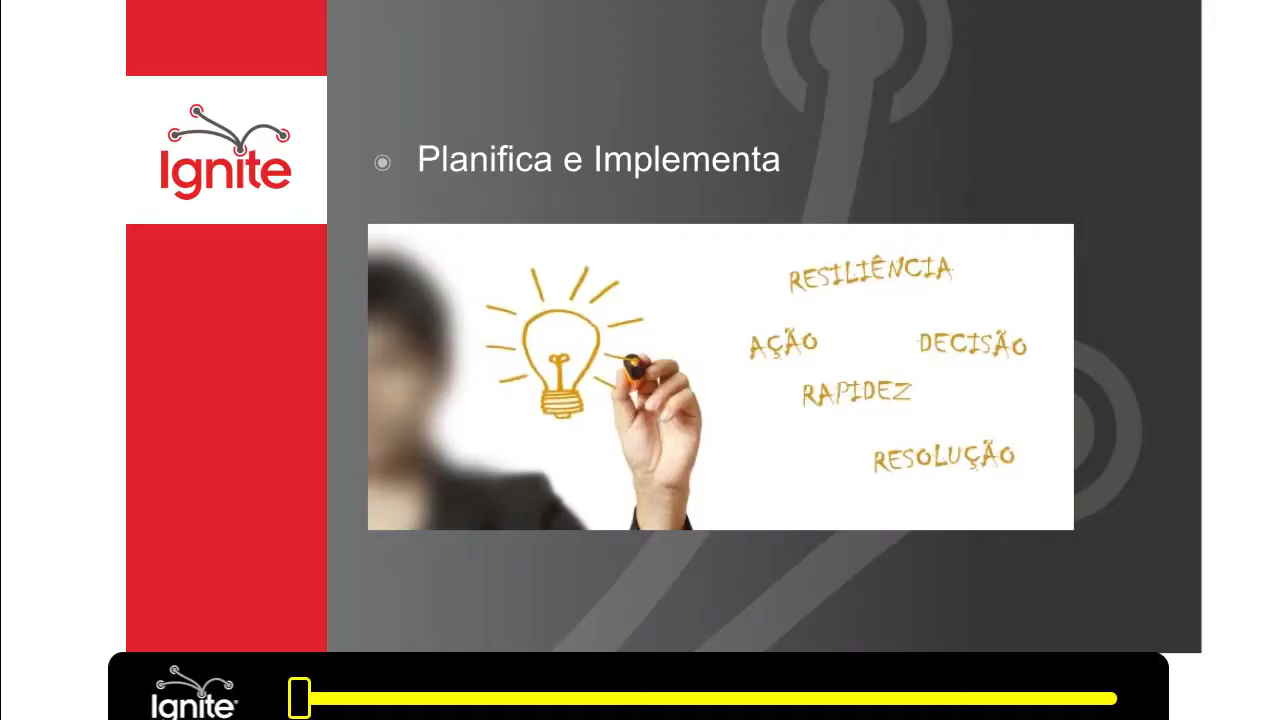 Ignite
Planifica e Implementa
RESILIÊNCIA
AÇÃO
DECISÃO
RAPIDEZ
RESOLUÇÃO
Ignite